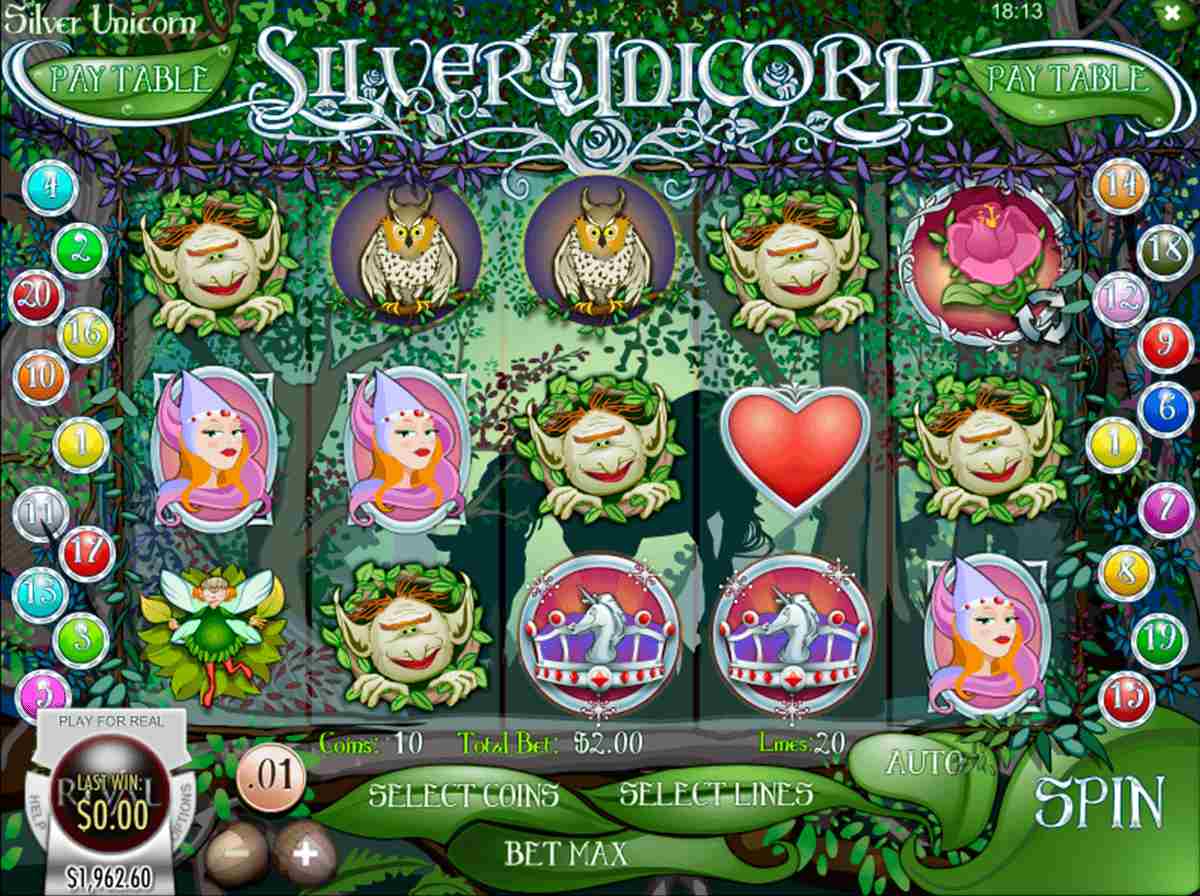 Silver Unicorn
18:13
PAY TABLE
SILVER UNICORN
PAY TABLE
4
2
20
16
10
1
11
17
13
3
5
14
18
12
9
6
1
7
8
19
15
PLAY FOR REAL
LAST WIN:
$0.00
HELP
OPTIONS
$1,962.60
.01
Coins: 10
Total Bet: $2.00
Lines: 20
SELECT COINS
SELECT LINES
BET MAX
AUTO
SPIN